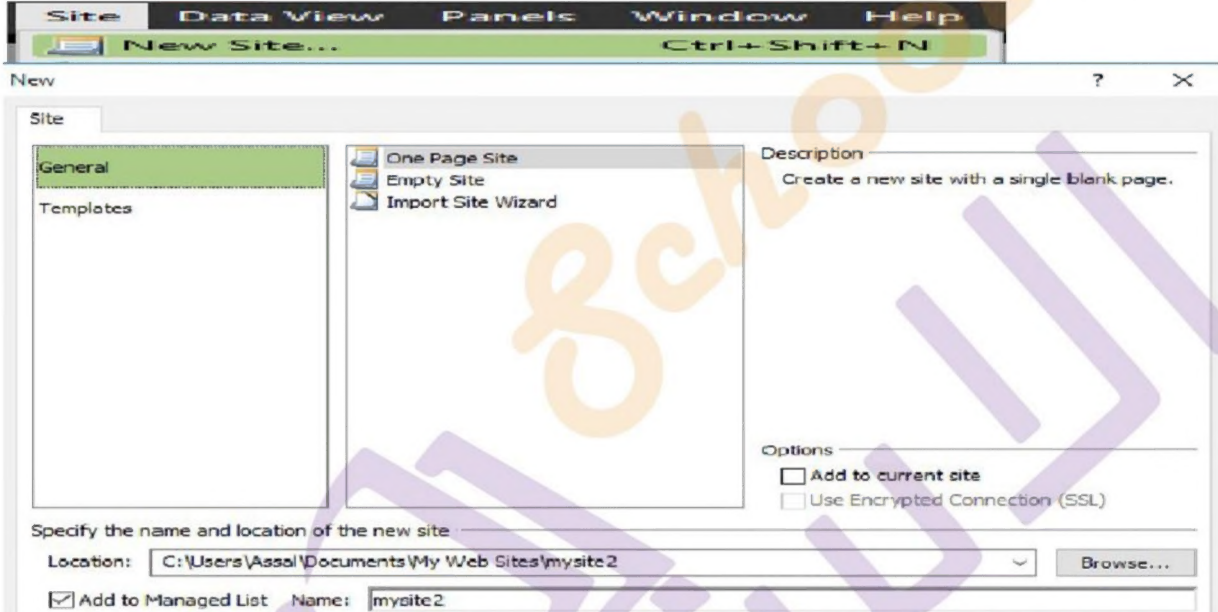 Site Data View Panels Window Help
New Site... Ctrl+Shift+N
New ? ×
Site
General
Templates
One Page Site
Empty Site
Import Site Wizard
Description
Create a new site with a single blank page.
Options
Add to current site
Use Encrypted Connection (SSL)
Specify the name and location of the new site
Location: C:\Users\Assal\Documents\My Web Sites\mysite2 Browse...
Add to Managed List Name: mysite2
School